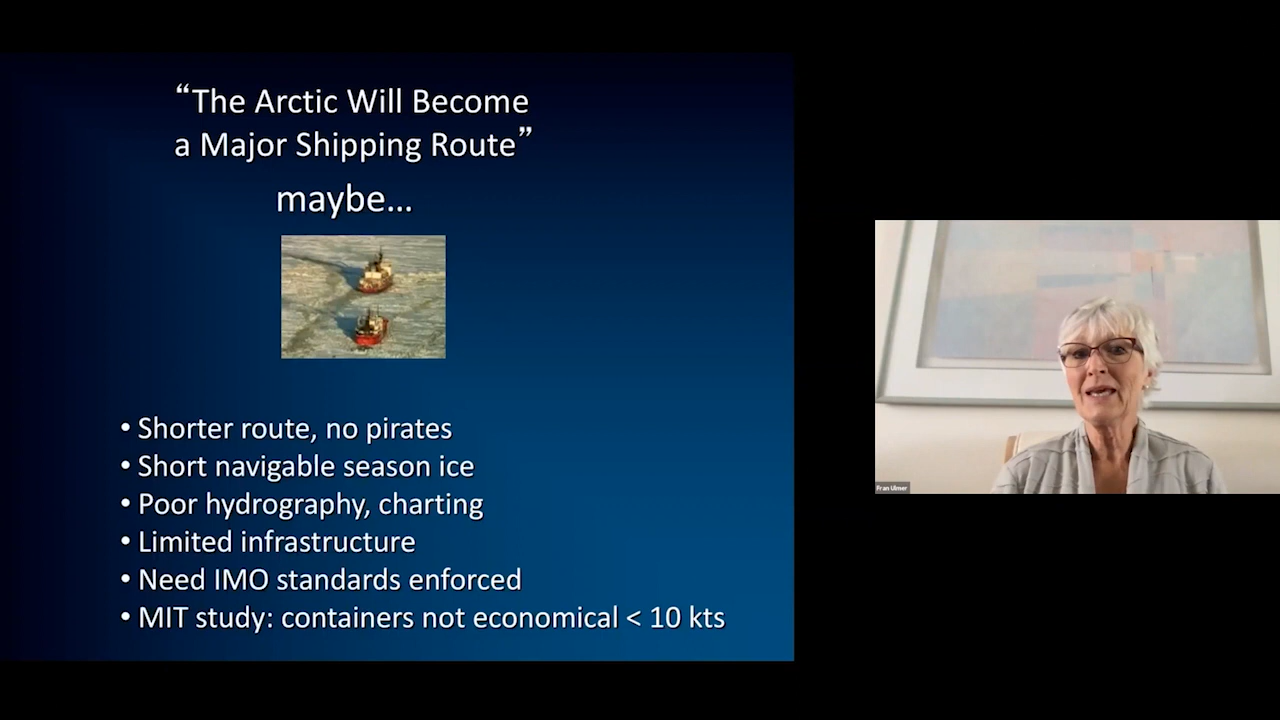 “The Arctic Will Become
a Major Shipping Route”
maybe…
• Shorter route, no pirates
• Short navigable season ice
• Poor hydrography, charting
• Limited infrastructure
• Need IMO standards enforced
• MIT study: containers not economical < 10 kts
Fran Ulmer